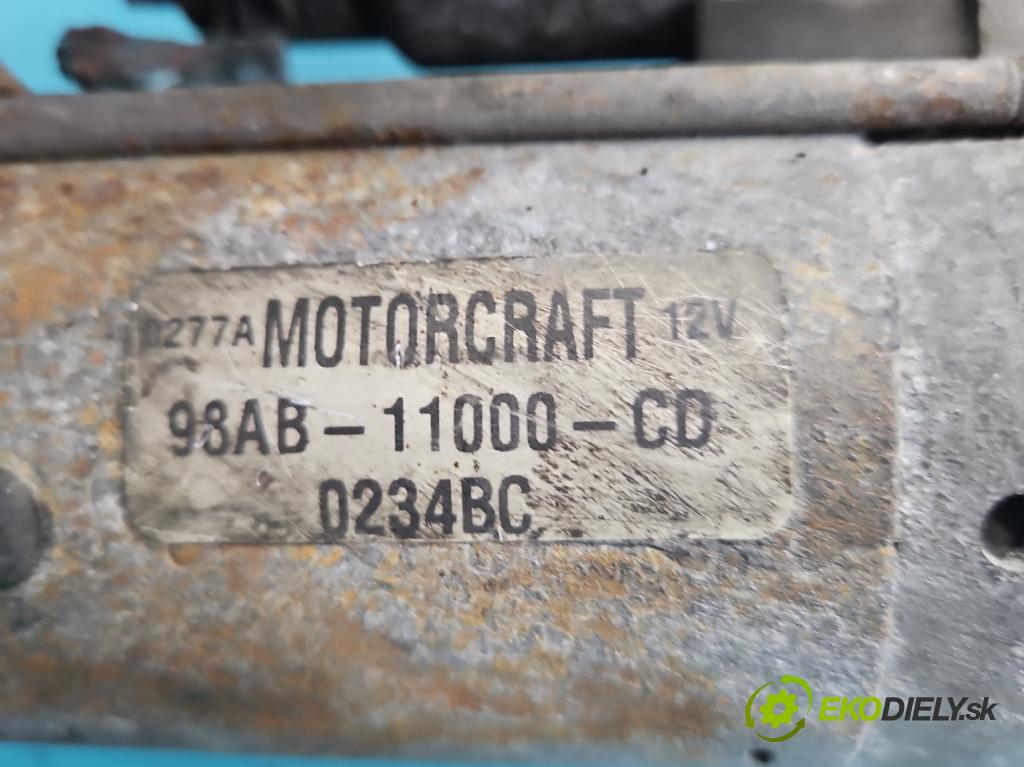 0277A MOTORCRAFT 12V
98AB-11000-CD
0234BC
EKODIELY.sk